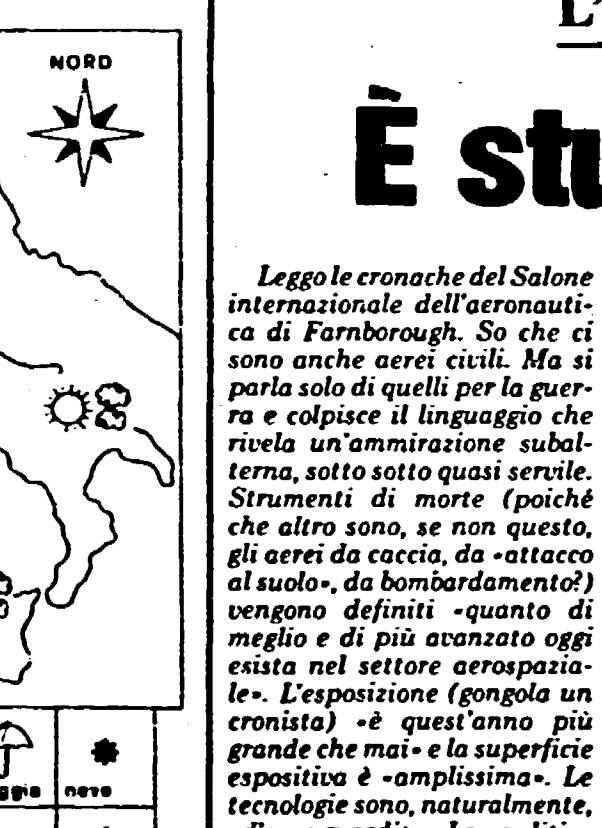 NORD
neve
L'
È stu
Leggo le cronache del Salone
internazionale dell'aeronauti-
ca di Farnborough. So che ci
sono anche aerei civili. Ma si
parla solo di quelli per la guer-
ra e colpisce il linguaggio che
rivela un'ammirazione subal-
terna, sotto sotto quasi servile.
Strumenti di morte (poiché
che altro sono, se non questo,
gli aerei da caccia, da «attacco
al suolo», da bombardamento?)
vengono definiti «quanto di
meglio e di più avanzato oggi
esista nel settore aerospazia-
le». L'esposizione (gongola un
cronista) «è quest'anno più
grande che mai» e la superficie
espositiva è «amplissima». Le
tecnologie sono, naturalmente,